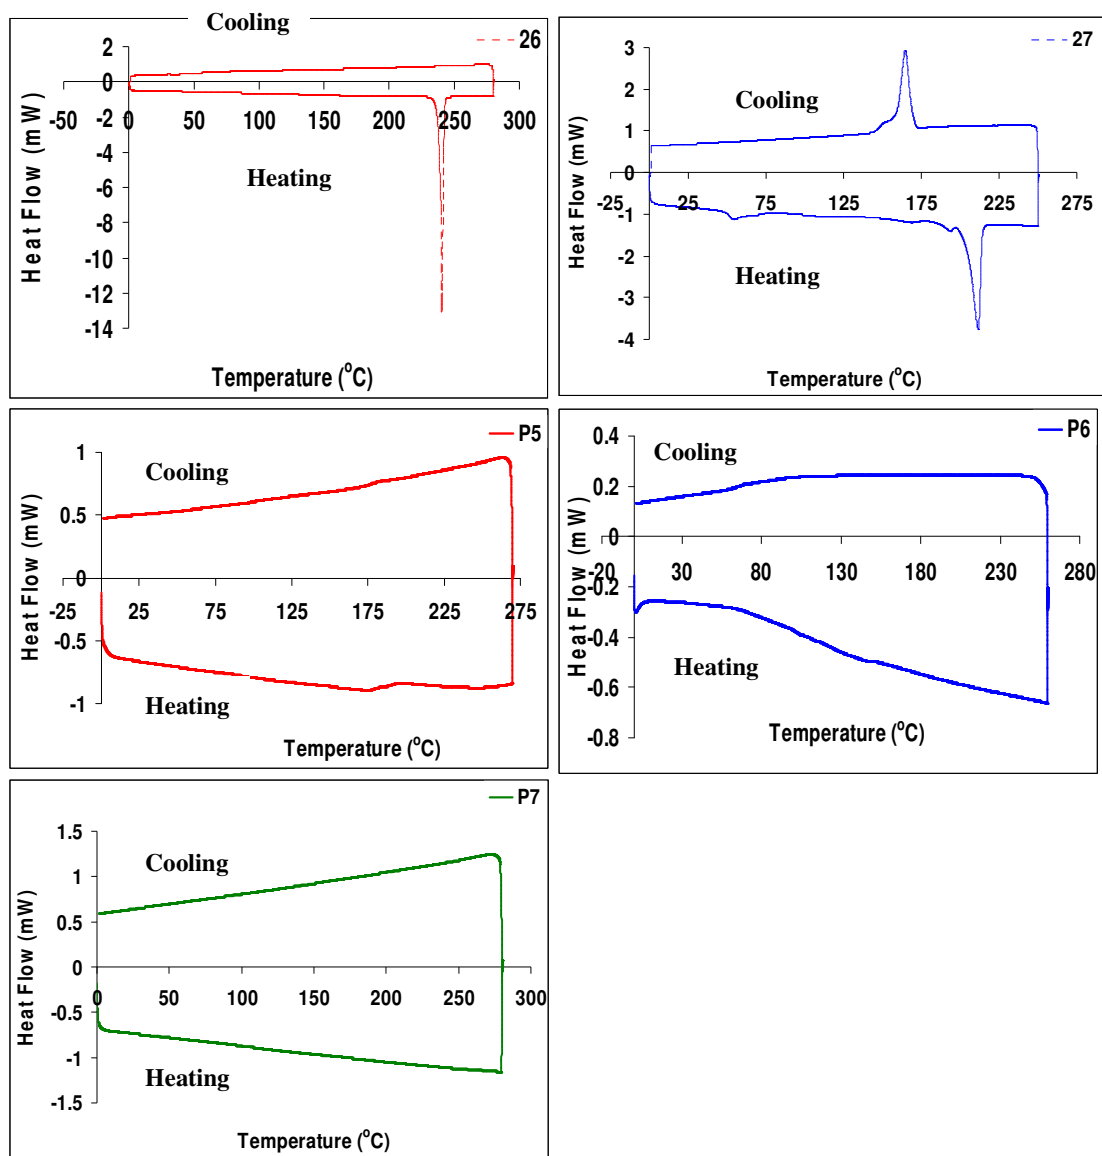 Cooling
26
2
0
-50 0 50 100 150 200 250 300
-2
-4
-6
-8
-10
-12
-14
Heating
Heat Flow (mW)
Temperature (°C)
27
3
2
1
0
-25 25 75 125 175 225 275
-1
-2
-3
-4
Cooling
Heating
Heat Flow (mW)
Temperature (°C)
P5
1
0.5
0
-25 25 75 125 175 225 275
-0.5
-1
Cooling
Heating
Heat Flow (mW)
Temperature (°C)
P6
0.4
0.2
0
-20 30 80 130 180 230 280
-0.2
-0.4
-0.6
-0.8
Cooling
Heating
Heat Flow (mW)
Temperature (°C)
P7
1.5
1
0.5
0
0 50 100 150 200 250 300
-0.5
-1
-1.5
Cooling
Heating
Heat Flow (mW)
Temperature (°C)